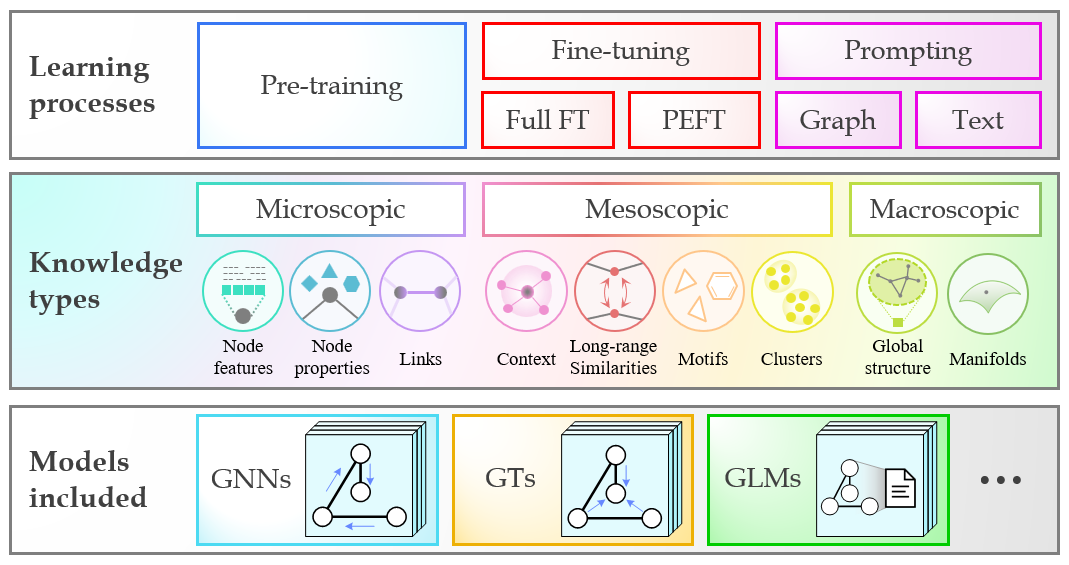 Learning
processes
Pre-training
Fine-tuning
Full FT
PEFT
Prompting
Graph
Text
Knowledge
types
Microscopic
Mesoscopic
Macroscopic
Node
features
Node
properties
Links
Context
Long-range
Similarities
Motifs
Clusters
Global
structure
Manifolds
Models
included
GNNs
GTs
GLMs
...